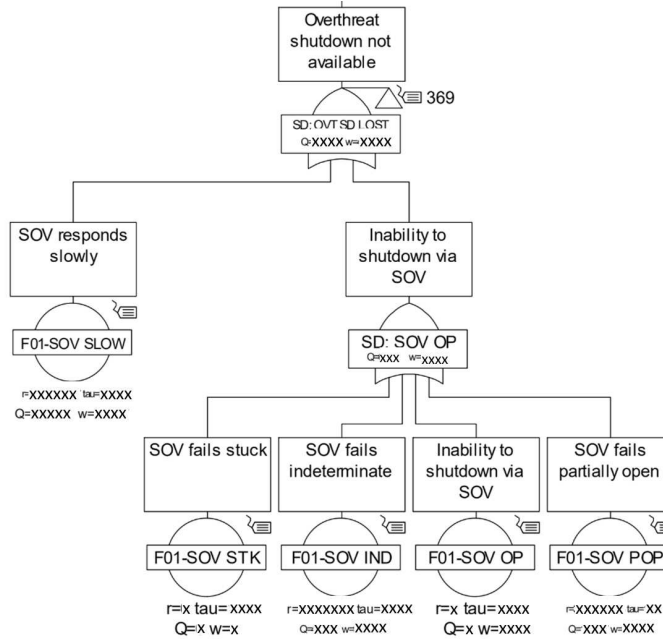 Overthreat
shutdown not
available
369
SD: OVT SD LOST
Q=XXXX w=XXXX
SOV responds
slowly
Inability to
shutdown via
SOV
F01-SOV SLOW
SD: SOV OP
Q=XXX w=XXXX
r=XXXXXX tau=XXXX
Q=XXXXX w=XXXX
SOV fails stuck
SOV fails
indeterminate
Inability to
shutdown via
SOV
SOV fails
partially open
F01-SOV STK
F01-SOV IND
F01-SOV OP
F01-SOV POP
r=x tau=XXXX
Q=x w=x
r=XXXXXXX tau=XXXX
Q=XXX w=XXXX
r=x tau=XXXX
Q=XX w=XXXX
r=XXXXXX tau=XX
Q=XXX w=XXXX